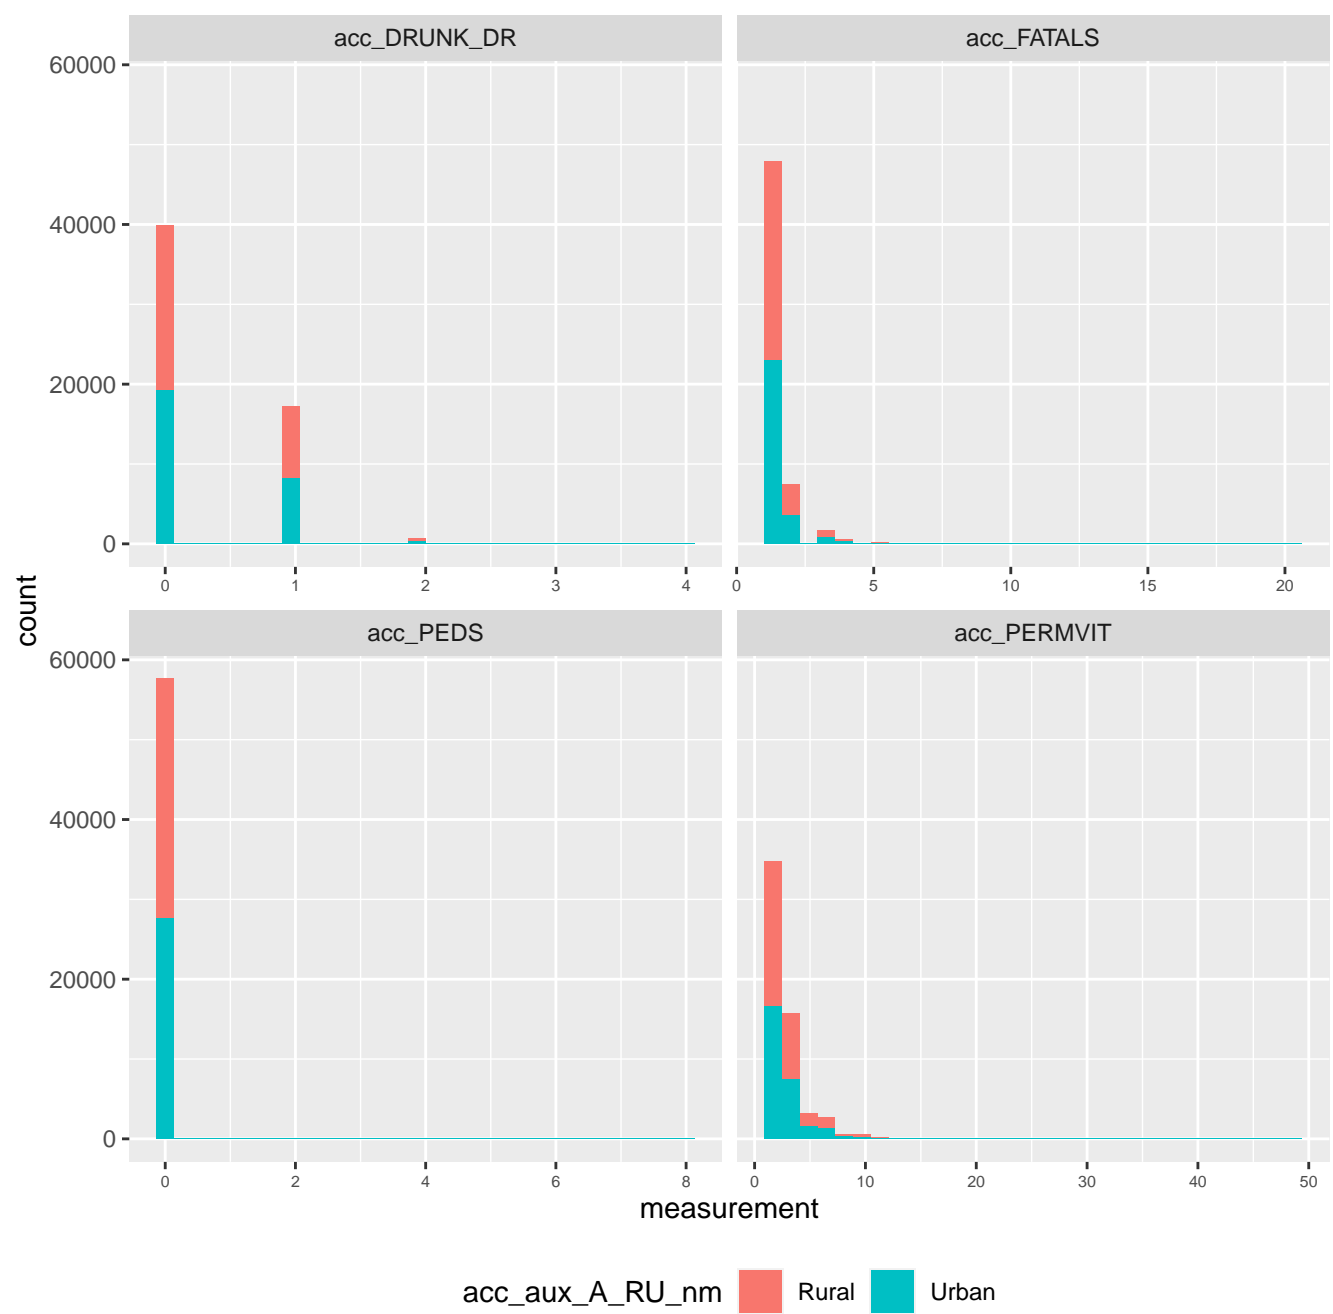 acc_DRUNK_DR
acc_FATALS
60000
40000
20000
0
0 1 2 3 4
0 5 10 15 20
acc_PEDS
acc_PERMVIT
60000
40000
20000
0
0 2 4 6 8
0 10 20 30 40 50
count
measurement
acc_aux_A_RU_nm Rural Urban